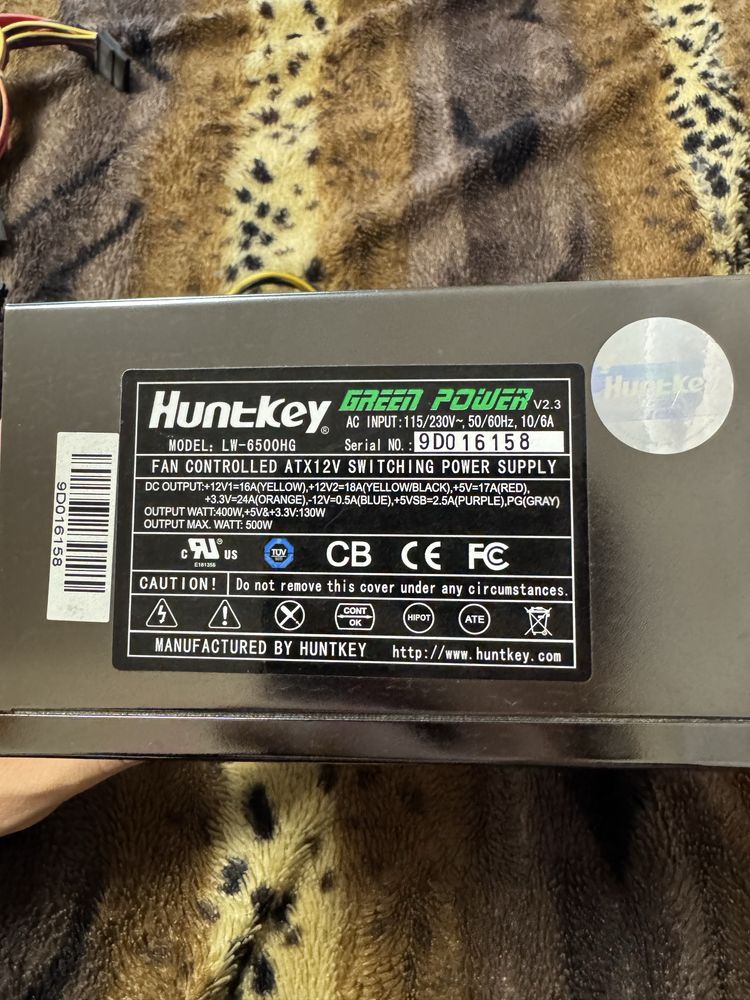 Huntkey® GREEN POWER V2.3
AC INPUT:115/230V~, 50/60Hz, 10/6A
MODEL: LW-6500HG Serial NO.: 9D016158
FAN CONTROLLED ATX12V SWITCHING POWER SUPPLY
DC OUTPUT:+12V1=16A(YELLOW),+12V2=18A(YELLOW/BLACK),+5V=17A(RED),
+3.3V=24A(ORANGE),-12V=0.5A(BLUE),+5VSB=2.5A(PURPLE),PG(GRAY)
OUTPUT WATT:400W,+5V&+3.3V:130W
OUTPUT MAX. WATT: 500W
c RU US TÜV CB CE FC
E181356
CAUTION! Do not remove this cover under any circumstances.
CONT OK HIPOT ATE
MANUFACTURED BY HUNTKEY http://www.huntkey.com
9D016158
Huntkey